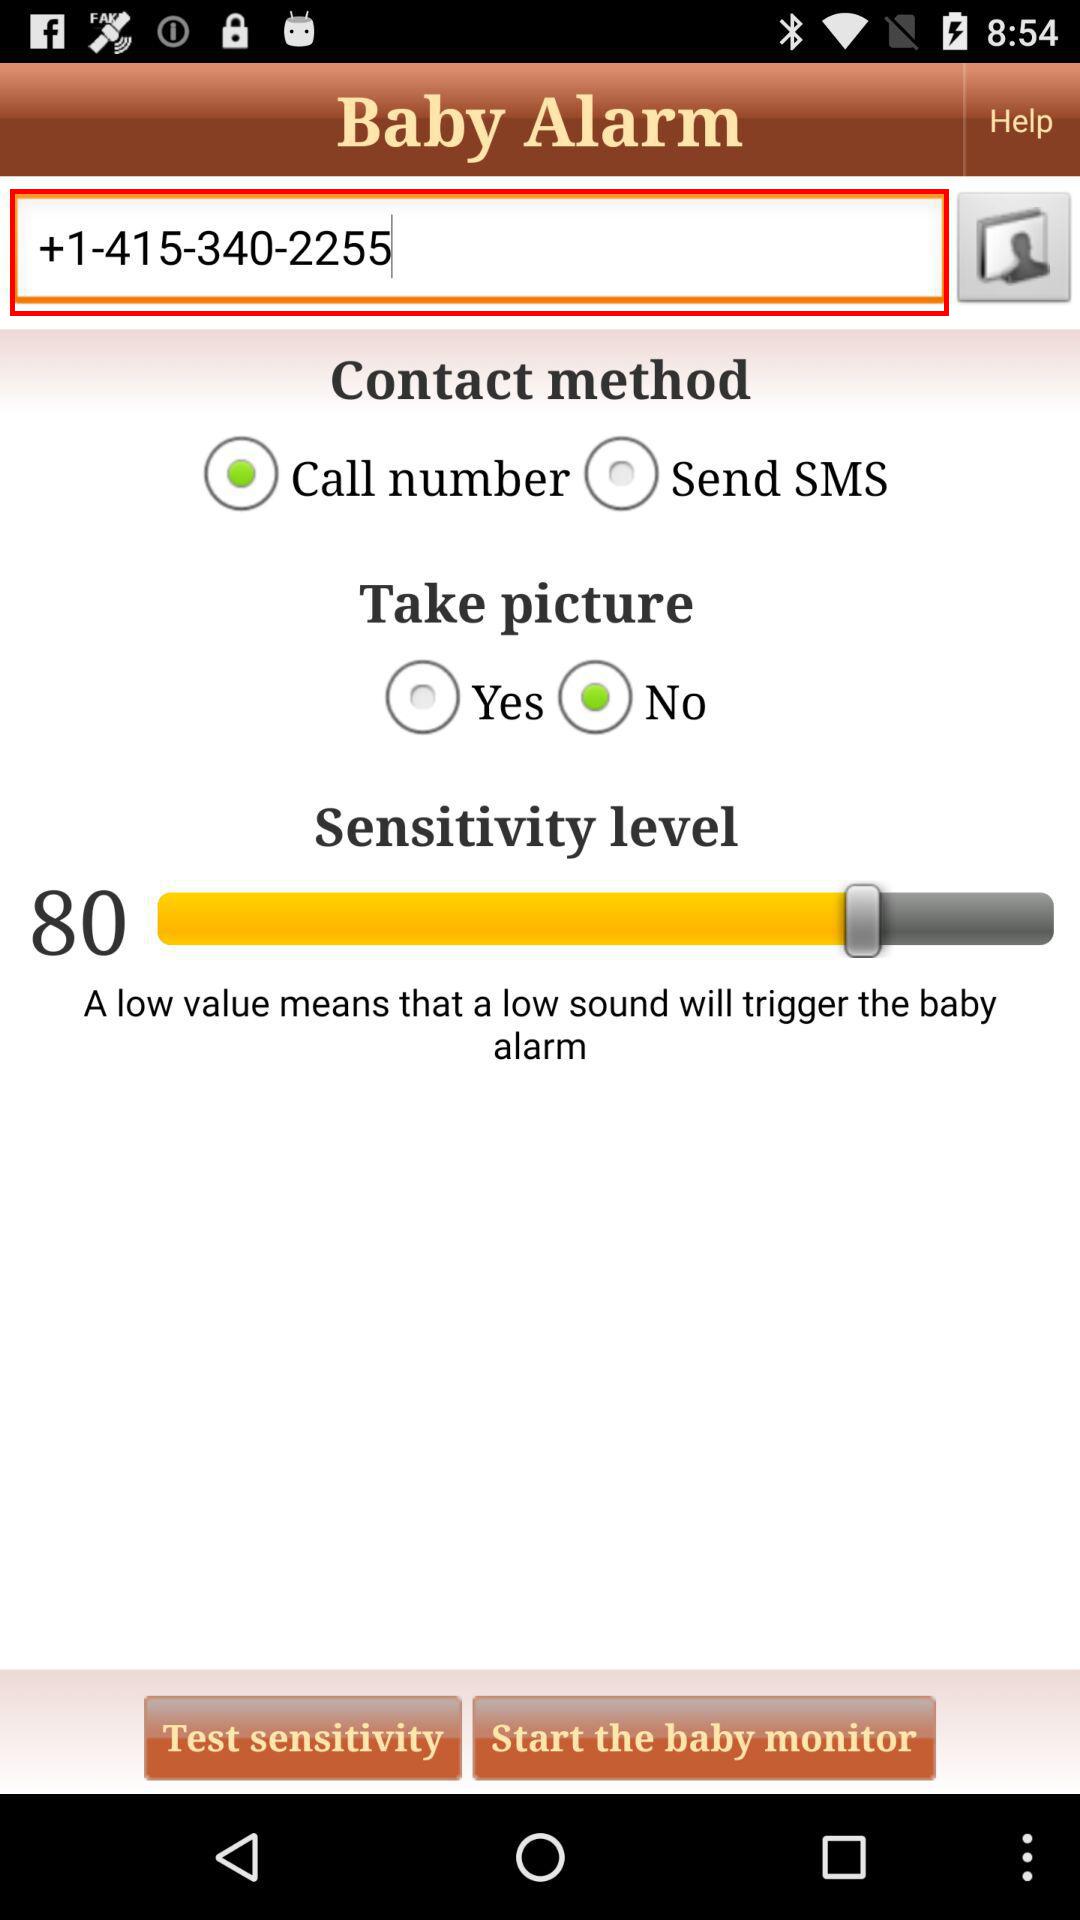 FAKE
8:54
Baby Alarm
Help
+1-415-340-2255
Contact method
Call number
Send SMS
Take picture
Yes
No
Sensitivity level
80
A low value means that a low sound will trigger the baby
alarm
Test sensitivity
Start the baby monitor